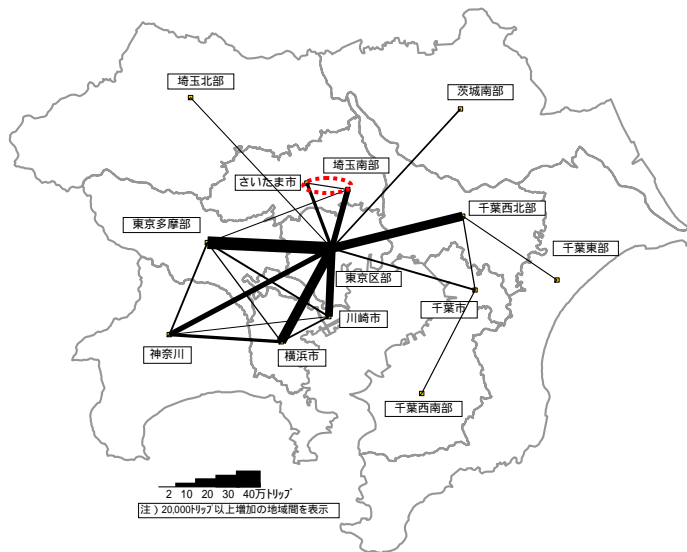 埼玉北部
茨城南部
埼玉南部
さいたま市
千葉西北部
東京多摩部
千葉東部
東京区部
千葉市
川崎市
神奈川
横浜市
千葉西南部
2 10 20 30 40万トリップ
注）20,000トリップ以上増加の地域間を表示